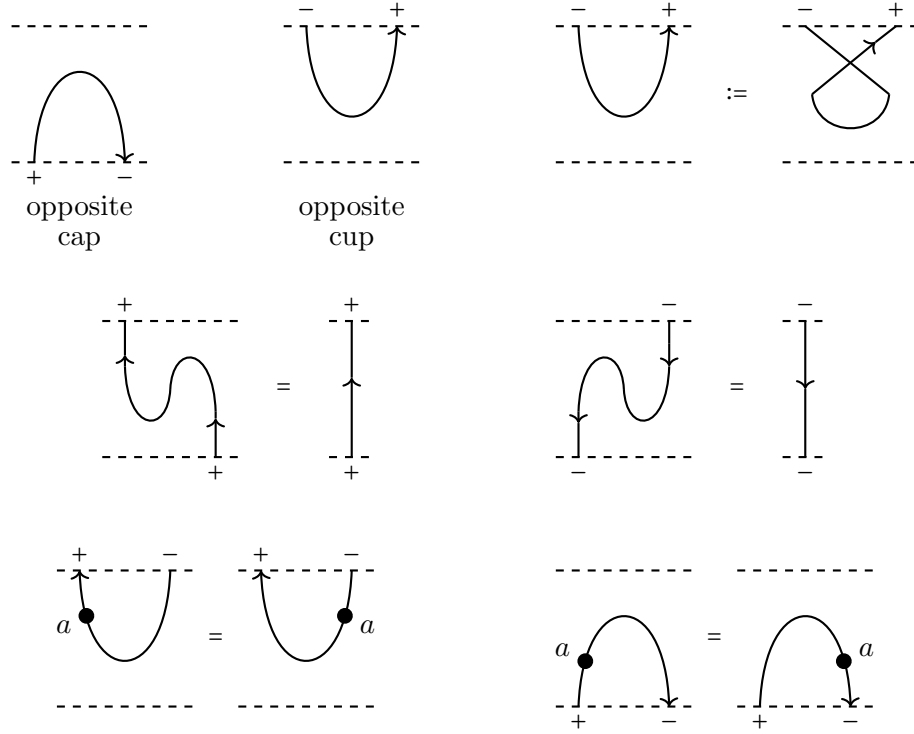 − + − + − +
:=
+ −
opposite
cap
opposite
cup
+ + −  −
= =
+ + − −
+ − + −
a a a a
= =
+ − + −